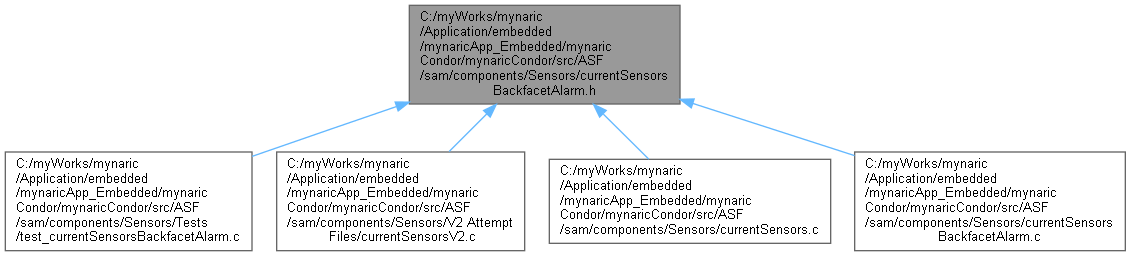 C:/myWorks/mynaric
/Application/embedded
/mynaricApp_Embedded/mynaric
Condor/mynaricCondor/src/ASF
/sam/components/Sensors/currentSensors
BackfacetAlarm.h
C:/myWorks/mynaric
/Application/embedded
/mynaricApp_Embedded/mynaric
Condor/mynaricCondor/src/ASF
/sam/components/Sensors/Tests
/test_currentSensorsBackfacetAlarm.c
C:/myWorks/mynaric
/Application/embedded
/mynaricApp_Embedded/mynaric
Condor/mynaricCondor/src/ASF
/sam/components/Sensors/V2 Attempt
Files/currentSensorsV2.c
C:/myWorks/mynaric
/Application/embedded
/mynaricApp_Embedded/mynaric
Condor/mynaricCondor/src/ASF
/sam/components/Sensors/currentSensors.c
C:/myWorks/mynaric
/Application/embedded
/mynaricApp_Embedded/mynaric
Condor/mynaricCondor/src/ASF
/sam/components/Sensors/currentSensors
BackfacetAlarm.c